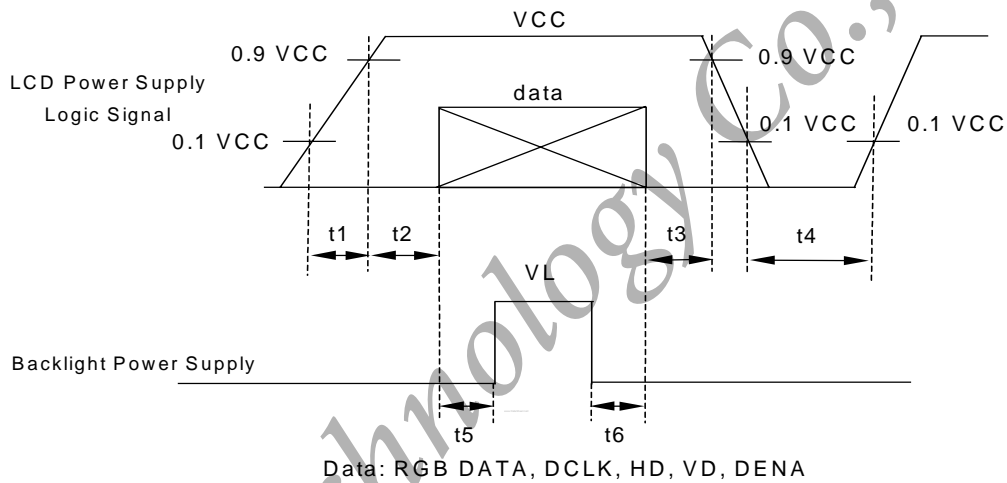 VCC
0.9 VCC
0.9 VCC
LCD Power Supply
Logic Signal
data
0.1 VCC
0.1 VCC
0.1 VCC
t1
t2
t3
t4
VL
Backlight Power Supply
t5
t6
Data: RGB DATA, DCLK, HD, VD, DENA
Co.,